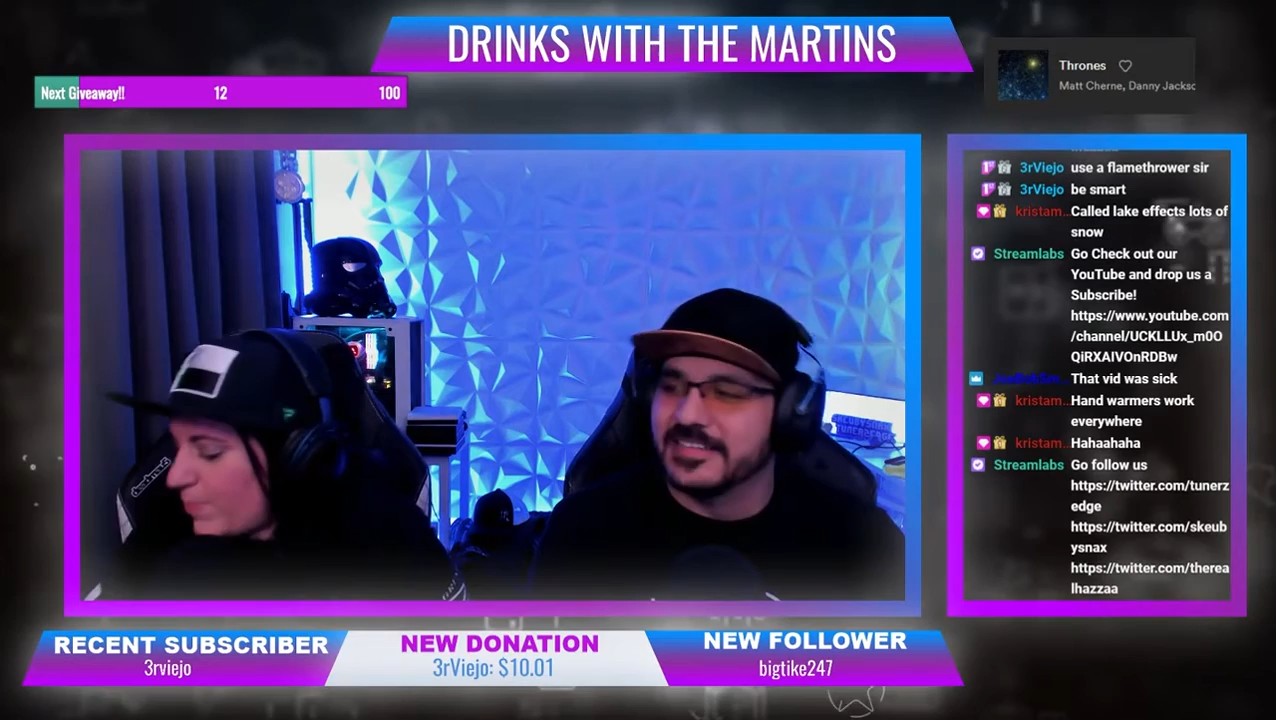 DRINKS WITH THE MARTINS
Next Giveaway!! 12 100
Thrones
Matt Cherne, Danny Jackso
3rViejo use a flamethrower sir
3rViejo be smart
kristam.. Called lake effects lots of
snow
Streamlabs Go Check out our
YouTube and drop us a
Subscribe!
https://www.youtube.com
/channel/UCKLLUx_m0O
QiRXAIVOnRDBw
That vid was sick
kristam.. Hand warmers work
everywhere
kristam.. Hahaahaha
Streamlabs Go follow us
https://twitter.com/tunerz
edge
https://twitter.com/skeub
ysnax
https://twitter.com/therea
lhazzaa
deadmau5
SKEUBYSNAX
TUNERZEDGE
RECENT SUBSCRIBER
3rviejo
NEW DONATION
3rViejo: $10.01
NEW FOLLOWER
bigtike247